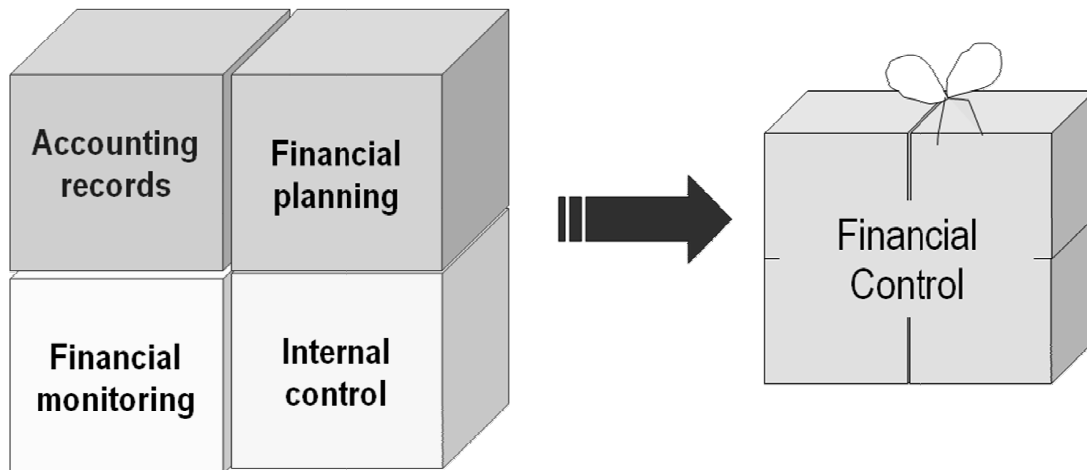 Accounting
records
Financial
planning
Financial
monitoring
Internal
control
Financial
Control